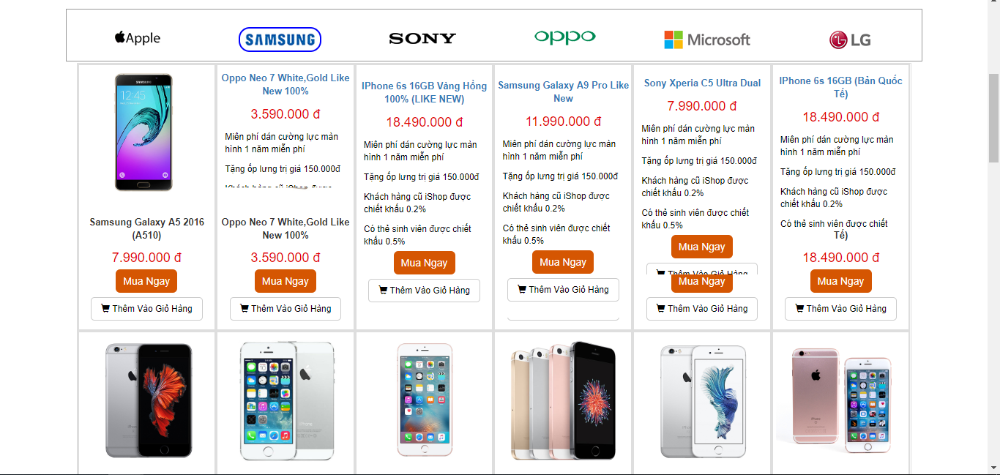 Apple
SAMSUNG
SONY
oppo
Microsoft
LG
SAMSUNG
12:45
Samsung Galaxy A5 2016
(A510)
7.990.000 đ
Mua Ngay
Thêm Vào Giỏ Hàng
Oppo Neo 7 White,Gold Like
New 100%
3.590.000 đ
Miên phí dán cường lực màn
hình 1 năm miễn phí
Tặng ốp lưng trị giá 150.000đ
Khách hàng cũ iShop được
Oppo Neo 7 White,Gold Like
New 100%
3.590.000 đ
Mua Ngay
Thêm Vào Giỏ Hàng
IPhone 6s 16GB Vàng Hồng
100% (LIKE NEW)
18.490.000 đ
Miên phí dán cường lực màn
hình 1 năm miễn phí
Tặng ốp lưng trị giá 150.000đ
Khách hàng cũ iShop được
chiết khấu 0.2%
Có thẻ sinh viên được chiết
khấu 0.5%
Mua Ngay
Thêm Vào Giỏ Hàng
Samsung Galaxy A9 Pro Like
New
11.990.000 đ
Miên phí dán cường lực màn
hình 1 năm miễn phí
Tặng ốp lưng trị giá 150.000đ
Khách hàng cũ iShop được
chiết khấu 0.2%
Có thẻ sinh viên được chiết
khấu 0.5%
Mua Ngay
Thêm Vào Giỏ Hàng
Sony Xperia C5 Ultra Dual
7.990.000 đ
Miên phí dán cường lực màn
hình 1 năm miễn phí
Tặng ốp lưng trị giá 150.000đ
Khách hàng cũ iShop được
chiết khấu 0.2%
Có thẻ sinh viên được chiết
khấu 0.5%
Mua Ngay
Thêm Vào Giỏ Hàng
Mua Ngay
Thêm Vào Giỏ Hàng
IPhone 6s 16GB (Bản Quốc
Tế)
18.490.000 đ
Miên phí dán cường lực màn
hình 1 năm miễn phí
Tặng ốp lưng trị giá 150.000đ
Khách hàng cũ iShop được
chiết khấu 0.2%
Có thẻ sinh viên được chiết
Tế)
18.490.000 đ
Mua Ngay
Thêm Vào Giỏ Hàng
iPhone
iPhone
iPhone
iPhone